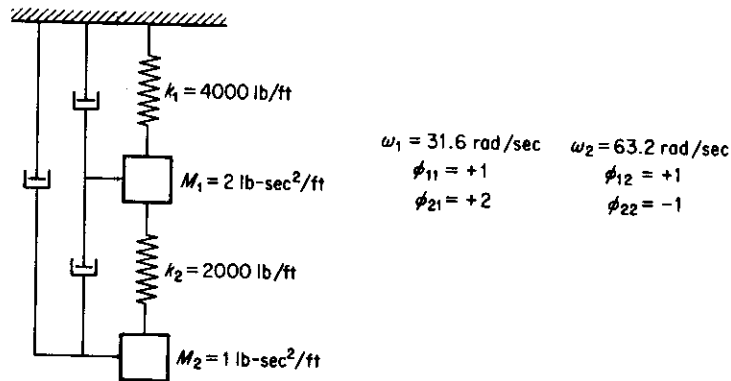 k₁ = 4000 lb/ft
M₁ = 2 lb-sec²/ft
k₂ = 2000 lb/ft
M₂ = 1 lb-sec²/ft
ω₁ = 31.6 rad/sec
ϕ₁₁ = +1
ϕ₂₁ = +2
ω₂ = 63.2 rad/sec
ϕ₁₂ = +1
ϕ₂₂ = -1